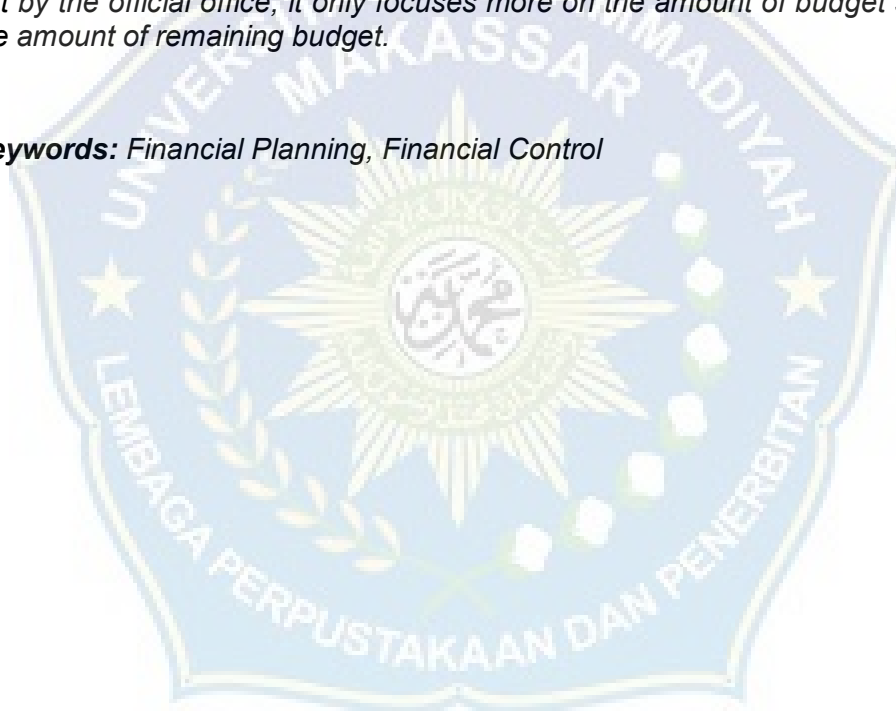 t by the official office, it only focuses more on the amount of budget
e amount of remaining budget.
eywords: Financial Planning, Financial Control
MAKASSAR
LEMBAGA PERPUSTAKAAN DAN PENERBITAN